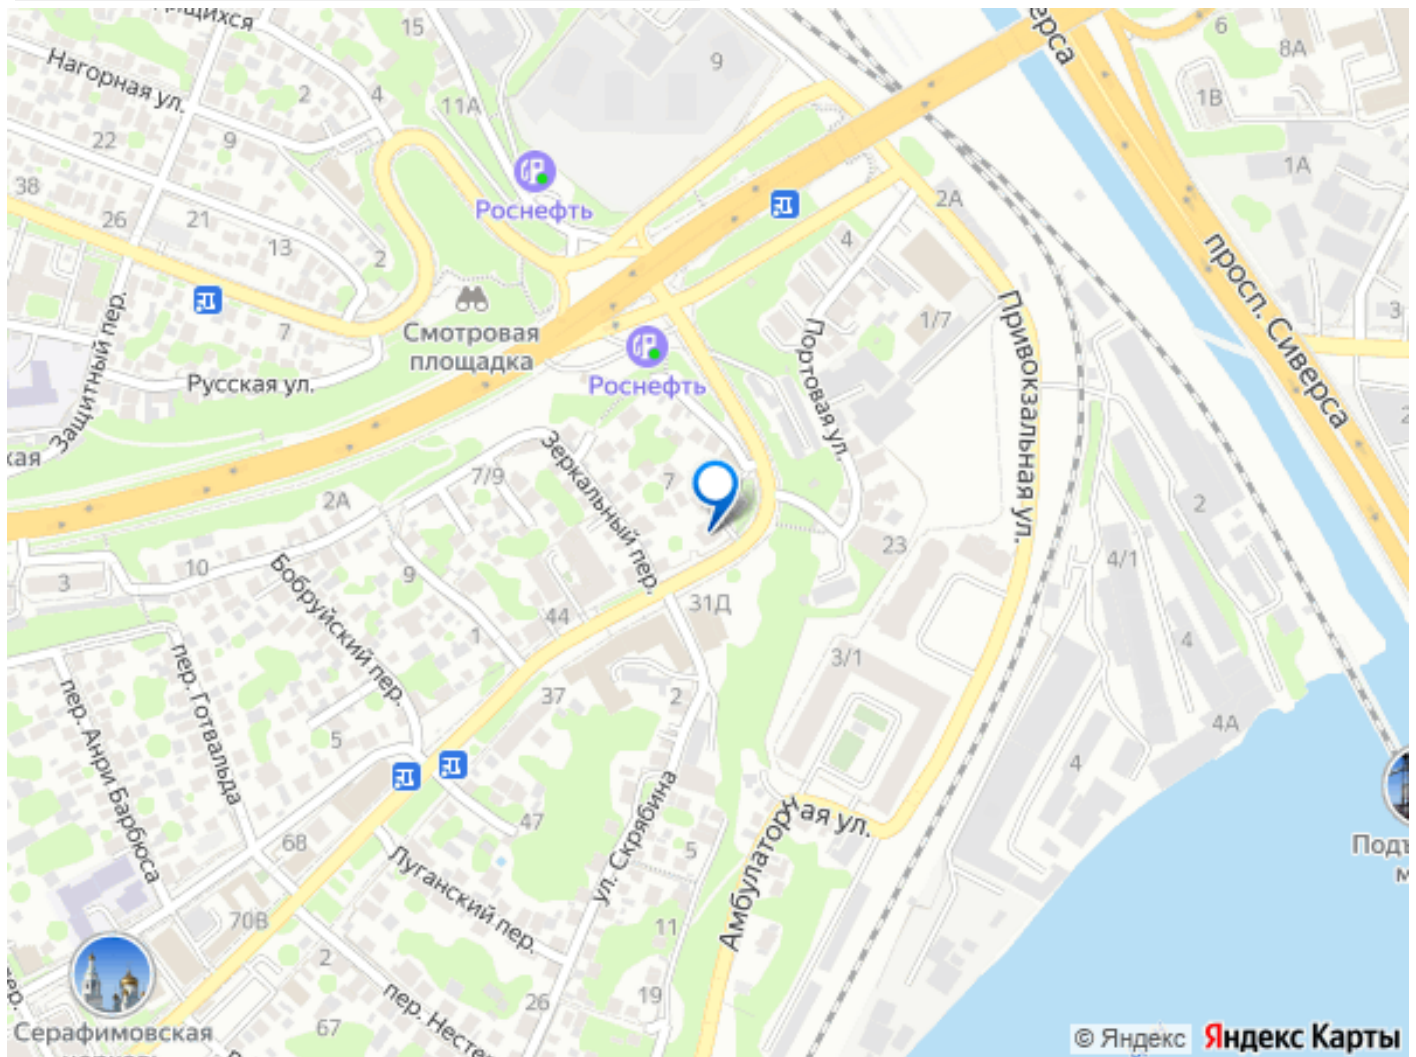 15
6
8А
ерса
Нагорная ул.
2
4
11А
9
1В
22
9
1А
38
26
21
13
2
Роснефть
4
2А
просп. Сиверса
Защитный пер.
7
Смотровая
площадка
1/7
3
Привокзальная ул.
Русская ул.
Роснефть
Портовая ул.
кая
7/9
Зеркальный пер.
7
2А
2
3
10
9
23
4/1
Бобруйский пер.
44
31Д
1
4
3/1
пер. Готвальда
пер. Анри Барбюса
37
2
4А
5
4
47
Амбулаторная ул.
ул. Скрябина
68
5
Луганский пер.
70В
11
2
19
26
67
пер. Несте
Серафимовская
© Яндекс
Яндекс Карты